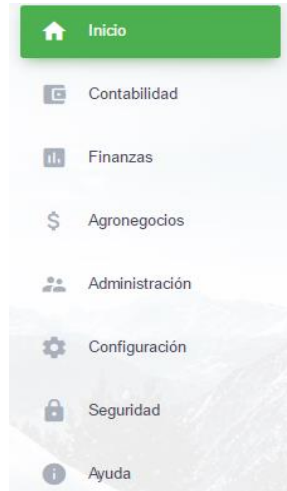 Inicio
Contabilidad
Finanzas
$ Agronegocios
Administración
Configuración
Seguridad
Ayuda